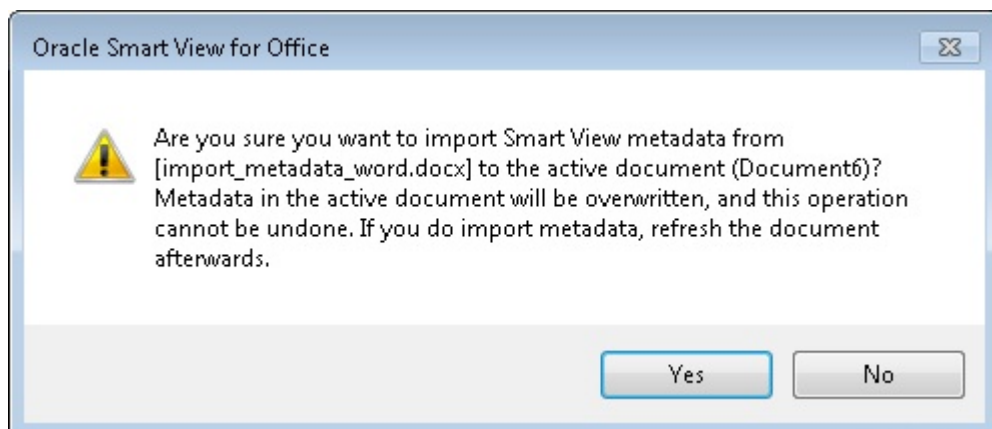 Oracle Smart View for Office
Are you sure you want to import Smart View metadata from
[import_metadata_word.docx] to the active document (Document6)?
Metadata in the active document will be overwritten, and this operation
cannot be undone. If you do import metadata, refresh the document
afterwards.
Yes
No